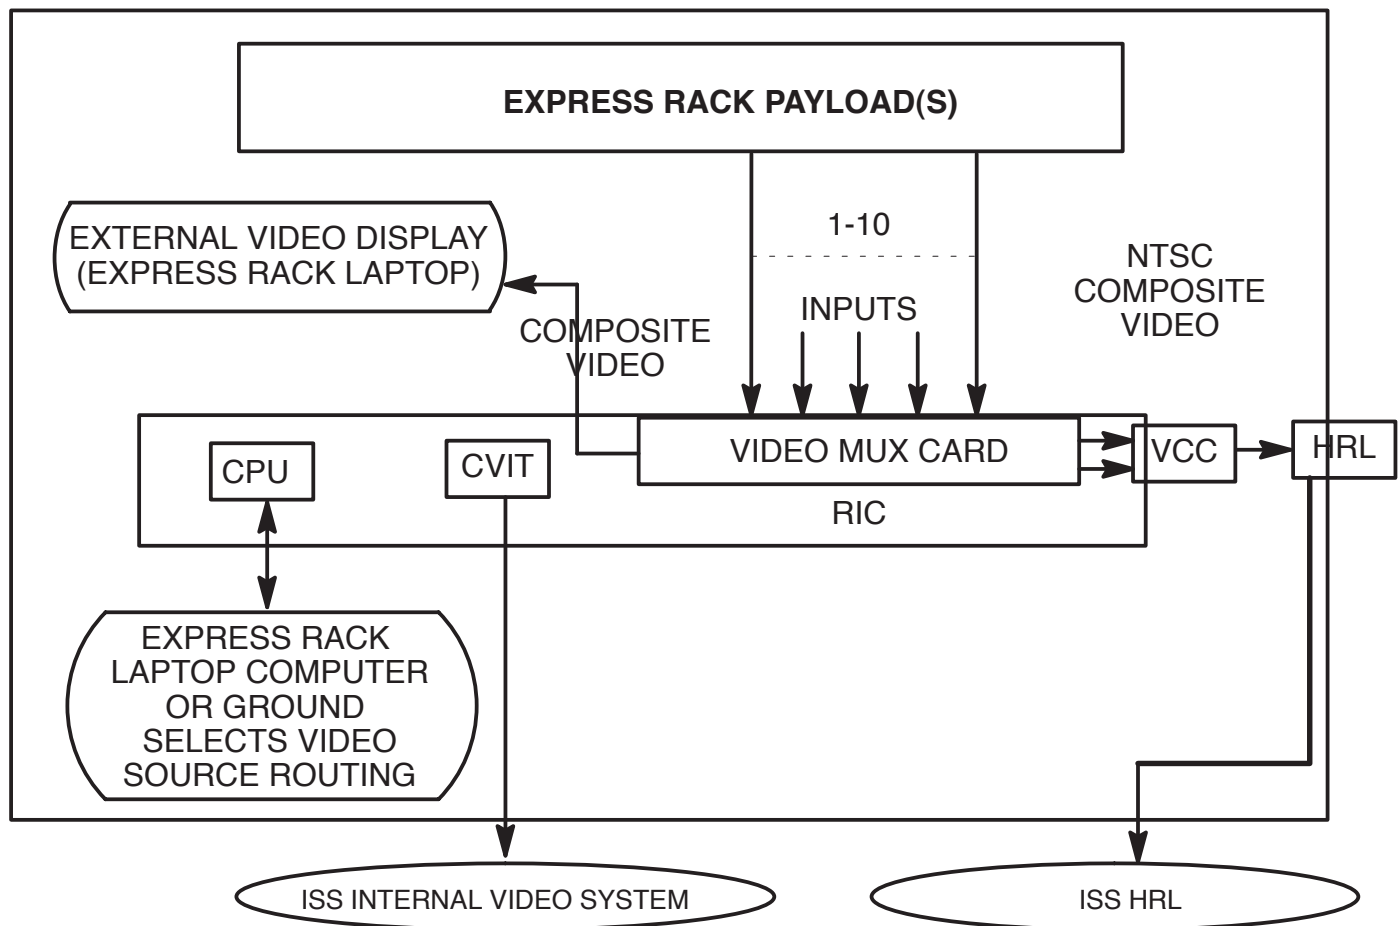 EXPRESS RACK PAYLOAD(S)
1-10
EXTERNAL VIDEO DISPLAY
(EXPRESS RACK LAPTOP)
NTSC
COMPOSITE
VIDEO
INPUTS
COMPOSITE
VIDEO
CPU
CVIT
VIDEO MUX CARD
VCC
HRL
RIC
EXPRESS RACK
LAPTOP COMPUTER
OR GROUND
SELECTS VIDEO
SOURCE ROUTING
ISS INTERNAL VIDEO SYSTEM
ISS HRL